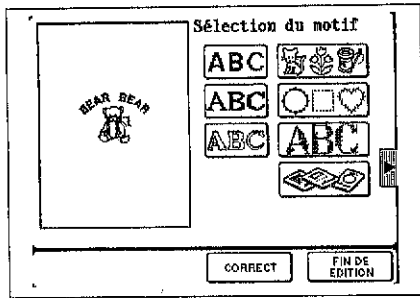 Sélection du motif
BEAR BEAR
ABC
ABC
ABC
ABC
CORRECT
FIN DE
EDITION